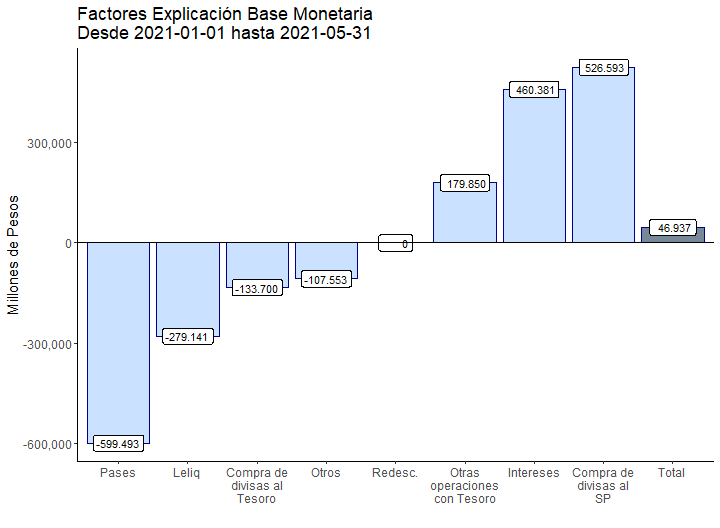 Factores Explicación Base Monetaria
Desde 2021-01-01 hasta 2021-05-31
Millones de Pesos
300,000
0
-300,000
-600,000
-599.493
-279.141
-133.700
-107.553
0
179.850
460.381
526.593
46.937
Pases
Leliq
Compra de
divisas al
Tesoro
Otros
Redesc.
Otras
operaciones
con Tesoro
Intereses
Compra de
divisas al
SP
Total